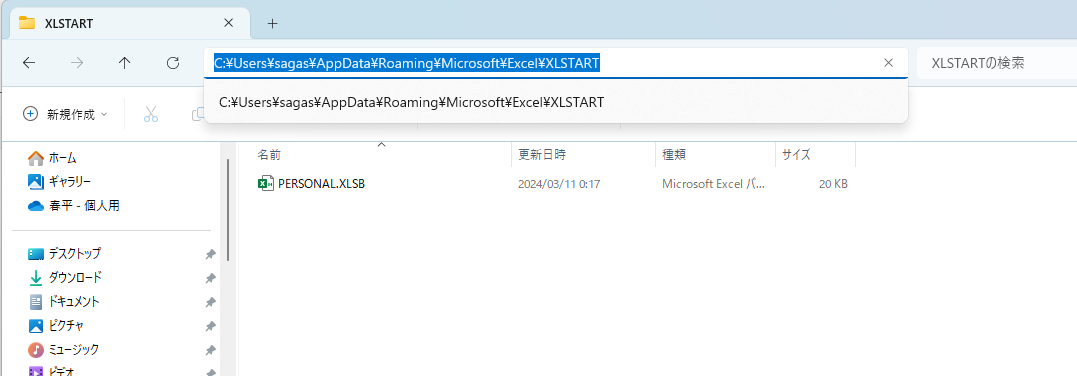 XLSTART
C:¥Users¥sagas¥AppData¥Roaming¥Microsoft¥Excel¥XLSTART
XLSTARTの検索
C:¥Users¥sagas¥AppData¥Roaming¥Microsoft¥Excel¥XLSTART
新規作成
ホーム
ギャラリー
春平 - 個人用
デスクトップ
ダウンロード
ドキュメント
ピクチャ
ミュージック
ビデオ
名前 更新日時 種類 サイズ
PERSONAL.XLSB 2024/03/11 0:17 Microsoft Excel バ... 20 KB